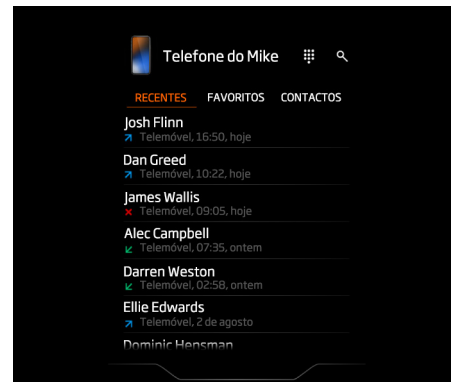 Telefone do Mike
RECENTES FAVORITOS CONTACTOS
Josh Flinn
Telemóvel, 16:50, hoje
Dan Greed
Telemóvel, 10:22, hoje
James Wallis
Telemóvel, 09:05, hoje
Alec Campbell
Telemóvel, 07:35, ontem
Darren Weston
Telemóvel, 02:58, ontem
Ellie Edwards
Telemóvel, 2 de agosto
Dominic Hensman